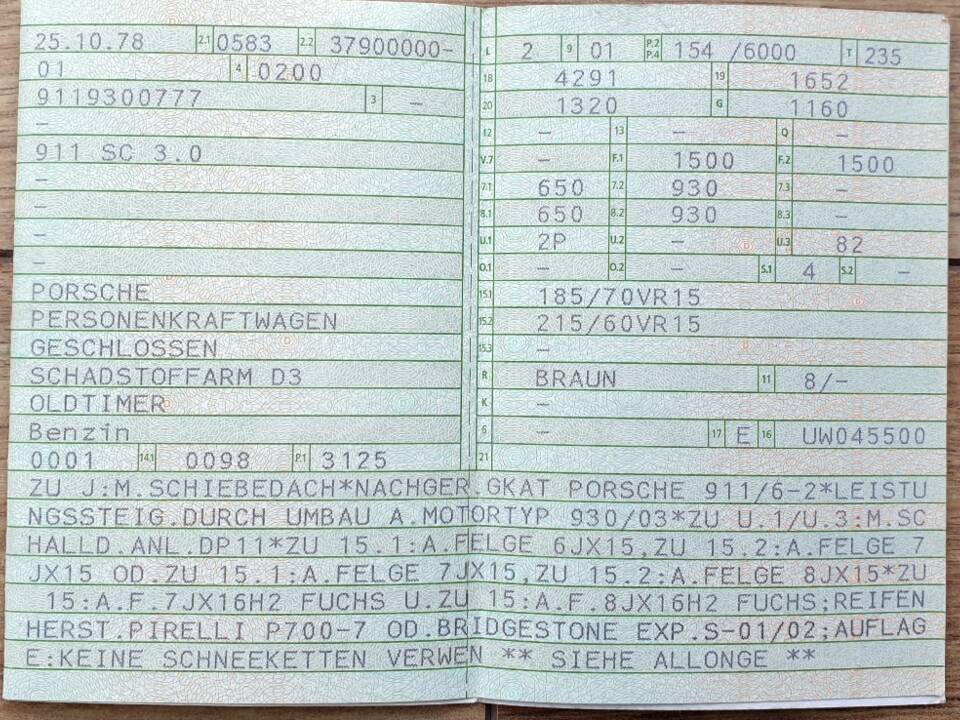 25.10.78 2.1 0583 2.2 37900000- L 2 9 01 P.2 P.4 154 /6000 T 235
01 4 0200 18 4291 19 1652
9119300777 3 – 20 1320 G 1160
– 12 – 13 – Q –
911 SC 3.0 V.7 – F.1 1500 F.2 1500
– 7.1 650 7.2 930 7.3 –
– 8.1 650 8.2 930 8.3 –
– U.1 2P U.2 – U.3 82
– O.1 – O.2 – S.1 4 S.2 –
PORSCHE 15.1 185/70VR15
PERSONENKRAFTWAGEN 15.2 215/60VR15
GESCHLOSSEN 15.3 –
SCHADSTOFFARM D3 R BRAUN 11 8/–
OLDTIMER K –
Benzin 6 – 17 E 16 UW045500
0001 14.1 0098 P.1 3125 21
ZU J:M.SCHIEBEDACH*NACHGER.GKAT PORSCHE 911/6-2*LEISTU
NGSSTEIG.DURCH UMBAU A.MOTORTYP 930/03*ZU U.1/U.3:M.SC
HALLD.ANL.DP11*ZU 15.1:A.FELGE 6JX15,ZU 15.2:A.FELGE 7
JX15 OD.ZU 15.1:A.FELGE 7JX15,ZU 15.2:A.FELGE 8JX15*ZU
15:A.F.7JX16H2 FUCHS U.ZU 15:A.F.8JX16H2 FUCHS;REIFEN
HERST.PIRELLI P700-7 OD.BRIDGESTONE EXP.S-01/02;AUFLAG
E:KEINE SCHNEEKETTEN VERWEN ** SIEHE ALLONGE **